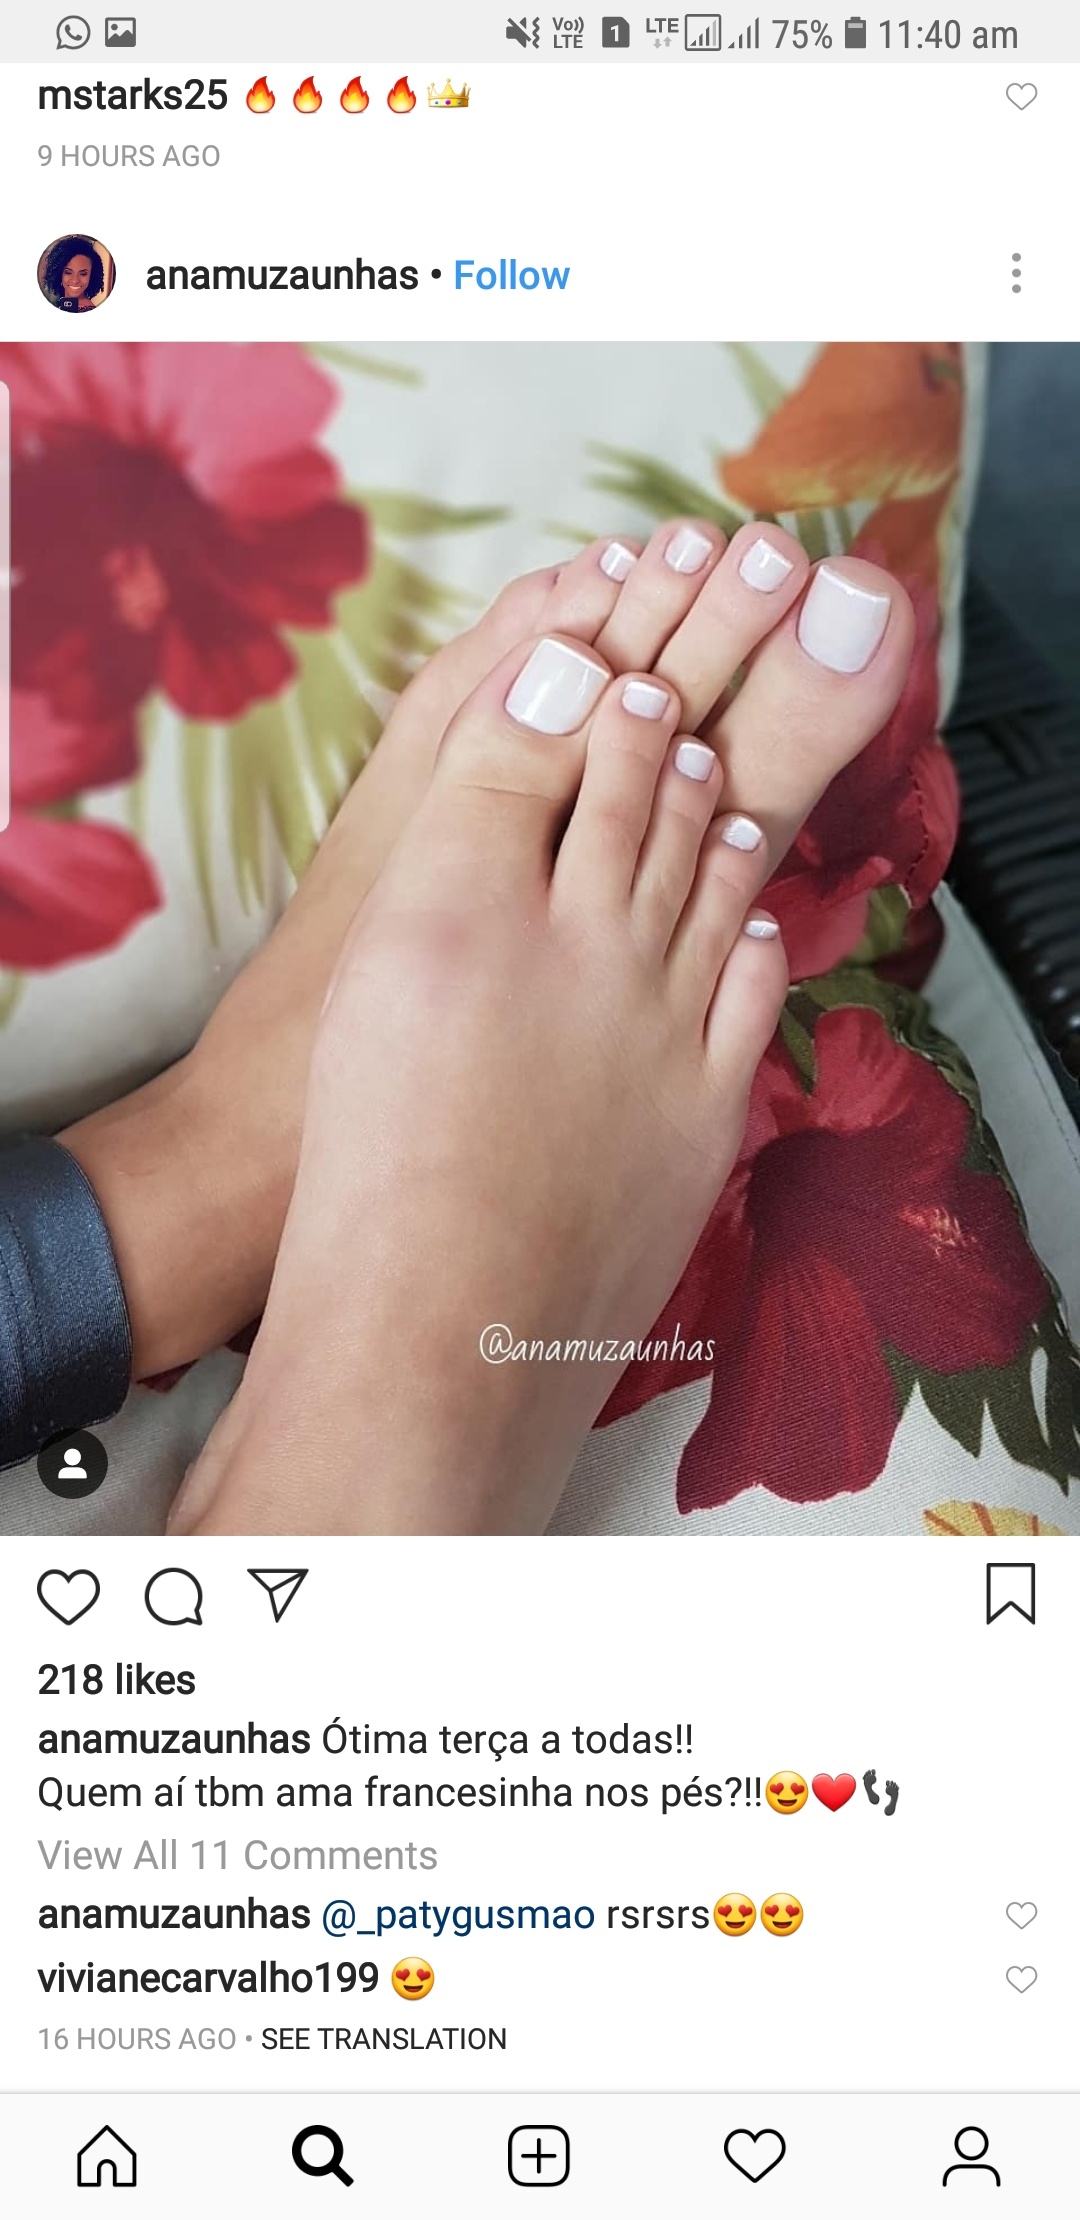 Vo))
LTE
1
LTE
75%
11:40 am
mstarks25 🔥🔥🔥🔥👑
9 HOURS AGO
anamuzaunhas • Follow
@anamuzaunhas
218 likes
anamuzaunhas Ótima terça a todas!!
Quem aí tbm ama francesinha nos pés?!!😍❤️👣
View All 11 Comments
anamuzaunhas @_patygusmao rsrsrs😍😍
vivianecarvalho199 😍
16 HOURS AGO • SEE TRANSLATION